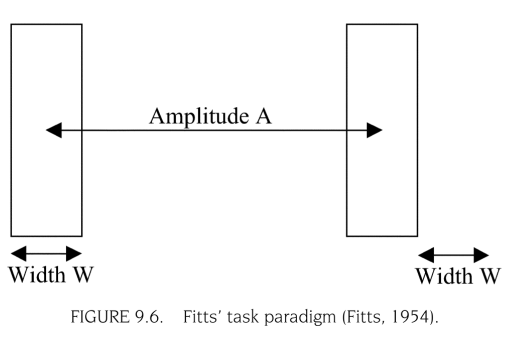 Amplitude A
Width W
Width W
FIGURE 9.6. Fitts' task paradigm (Fitts, 1954).